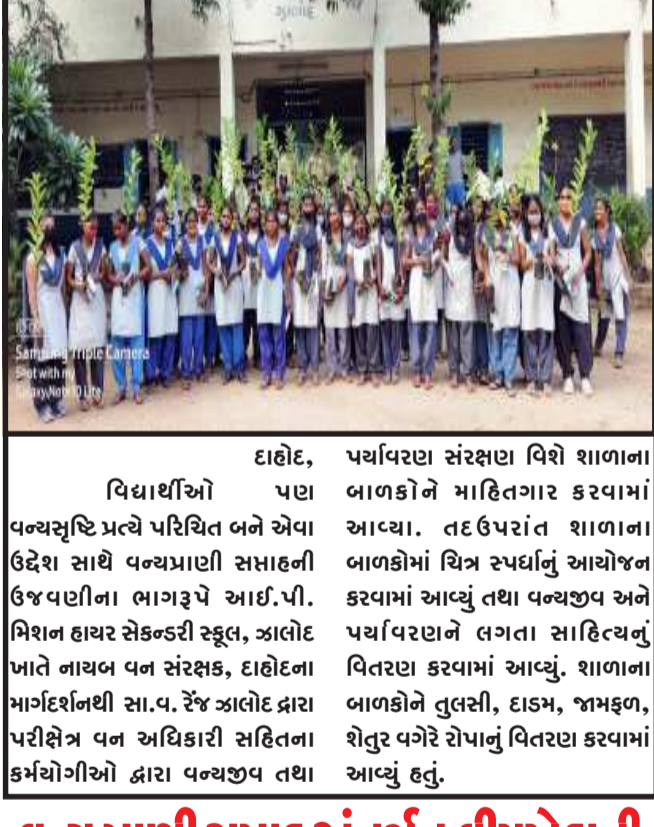 Samsung Triple Camera
Shot with my
Galaxy Note10 Lite
દાહોદ,
વિદ્યાર્થીઓ પણ
વન્યસૃષ્ટિ પ્રત્યે પરિચિત બને એવા
ઉદ્દેશ સાથે વન્યપ્રાણી સપ્તાહની
ઉજવણીના ભાગરૂપે આઈ.પી.
મિશન હાયર સેકન્ડરી સ્કૂલ, ઝાલોદ
ખાતે નાયબ વન સંરક્ષક, દાહોદના
માર્ગદર્શનથી સા.વ. રેંજ ઝાલોદ દ્વારા
પરીક્ષેત્ર વન અધિકારી સહિતના
કર્મયોગીઓ દ્વારા વન્યજીવ તથા
પર્યાવરણ સંરક્ષણ વિશે શાળાના
બાળકોને માહિતગાર કરવામાં
આવ્યા. તદઉપરાંત શાળાના
બાળકોમાં ચિત્ર સ્પર્ધાનું આયોજન
કરવામાં આવ્યું તથા વન્યજીવ અને
પર્યાવરણને લગતા સાહિત્યનું
વિતરણ કરવામાં આવ્યું. શાળાના
બાળકોને તુલસી, દાડમ, જામફળ,
શેતુર વગેરે રોપાનું વિતરણ કરવામાં
આવ્યું હતું.